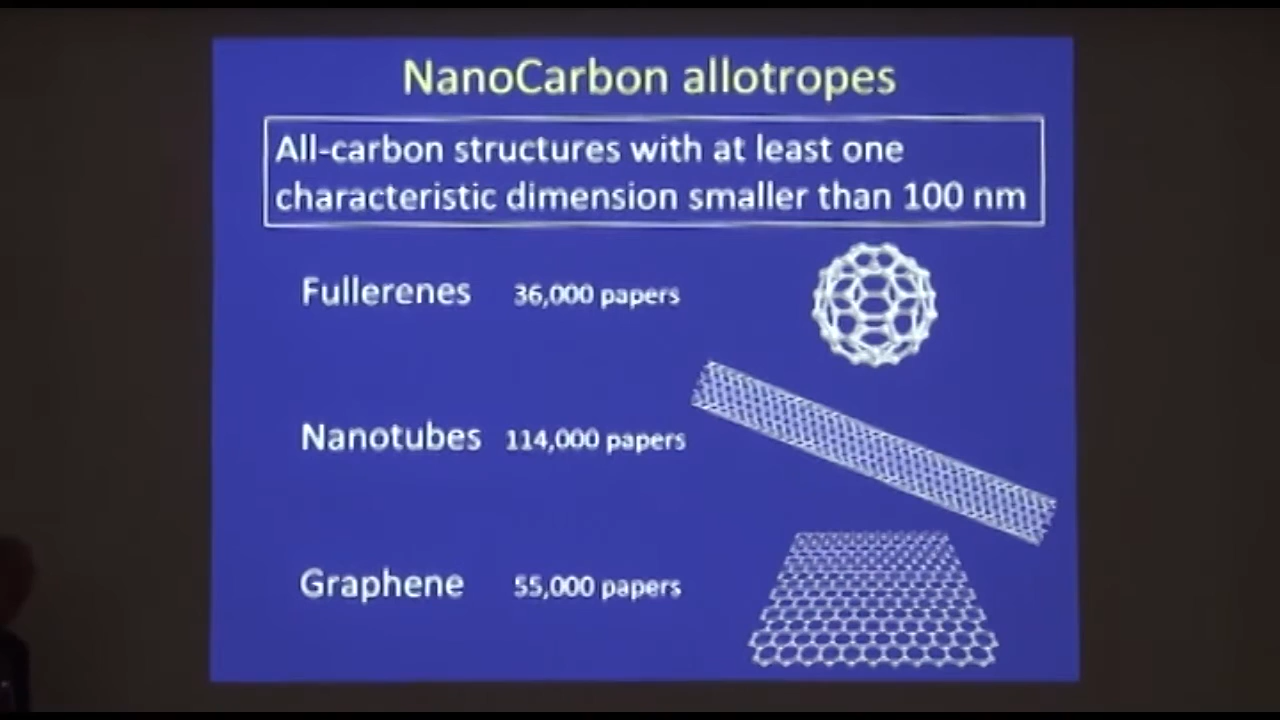 NanoCarbon allotropes
All-carbon structures with at least one
characteristic dimension smaller than 100 nm
Fullerenes 36,000 papers
Nanotubes 114,000 papers
Graphene 55,000 papers